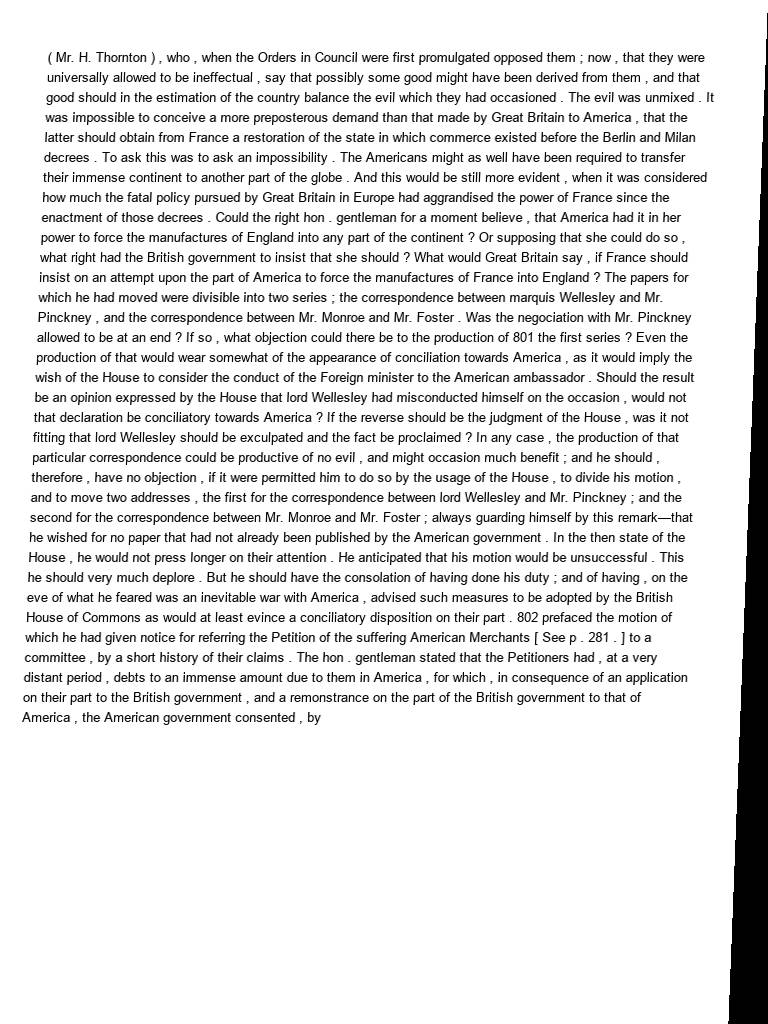 ( Mr. H. Thornton ) , who , when the Orders in Council were first promulgated opposed them ; now , that they were
universally allowed to be ineffectual , say that possibly some good might have been derived from them , and that
good should in the estimation of the country balance the evil which they had occasioned . The evil was unmixed . It
was impossible to conceive a more preposterous demand than that made by Great Britain to America , that the
latter should obtain from France a restoration of the state in which commerce existed before the Berlin and Milan
decrees . To ask this was to ask an impossibility . The Americans might as well have been required to transfer
their immense continent to another part of the globe . And this would be still more evident , when it was considered
how much the fatal policy pursued by Great Britain in Europe had aggrandised the power of France since the
enactment of those decrees . Could the right hon . gentleman for a moment believe , that America had it in her
power to force the manufactures of England into any part of the continent ? Or supposing that she could do so ,
what right had the British government to insist that she should ? What would Great Britain say , if France should
insist on an attempt upon the part of America to force the manufactures of France into England ? The papers for
which he had moved were divisible into two series ; the correspondence between marquis Wellesley and Mr.
Pinckney , and the correspondence between Mr. Monroe and Mr. Foster . Was the negociation with Mr. Pinckney
allowed to be at an end ? If so , what objection could there be to the production of 801 the first series ? Even the
production of that would wear somewhat of the appearance of conciliation towards America , as it would imply the
wish of the House to consider the conduct of the Foreign minister to the American ambassador . Should the result
be an opinion expressed by the House that lord Wellesley had misconducted himself on the occasion , would not
that declaration be conciliatory towards America ? If the reverse should be the judgment of the House , was it not
fitting that lord Wellesley should be exculpated and the fact be proclaimed ? In any case , the production of that
particular correspondence could be productive of no evil , and might occasion much benefit ; and he should ,
therefore , have no objection , if it were permitted him to do so by the usage of the House , to divide his motion ,
and to move two addresses , the first for the correspondence between lord Wellesley and Mr. Pinckney ; and the
second for the correspondence between Mr. Monroe and Mr. Foster ; always guarding himself by this remark—that
he wished for no paper that had not already been published by the American government . In the then state of the
House , he would not press longer on their attention . He anticipated that his motion would be unsuccessful . This
he should very much deplore . But he should have the consolation of having done his duty ; and of having , on the
eve of what he feared was an inevitable war with America , advised such measures to be adopted by the British
House of Commons as would at least evince a conciliatory disposition on their part . 802 prefaced the motion of
which he had given notice for referring the Petition of the suffering American Merchants [ See p . 281 . ] to a
committee , by a short history of their claims . The hon . gentleman stated that the Petitioners had , at a very
distant period , debts to an immense amount due to them in America , for which , in consequence of an application
on their part to the British government , and a remonstrance on the part of the British government to that of
America , the American government consented , by